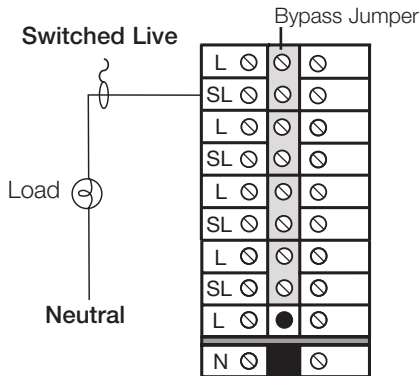 Bypass Jumper
Switched Live
L
SL
L
SL
Load
L
SL
L
SL
Neutral
L
N